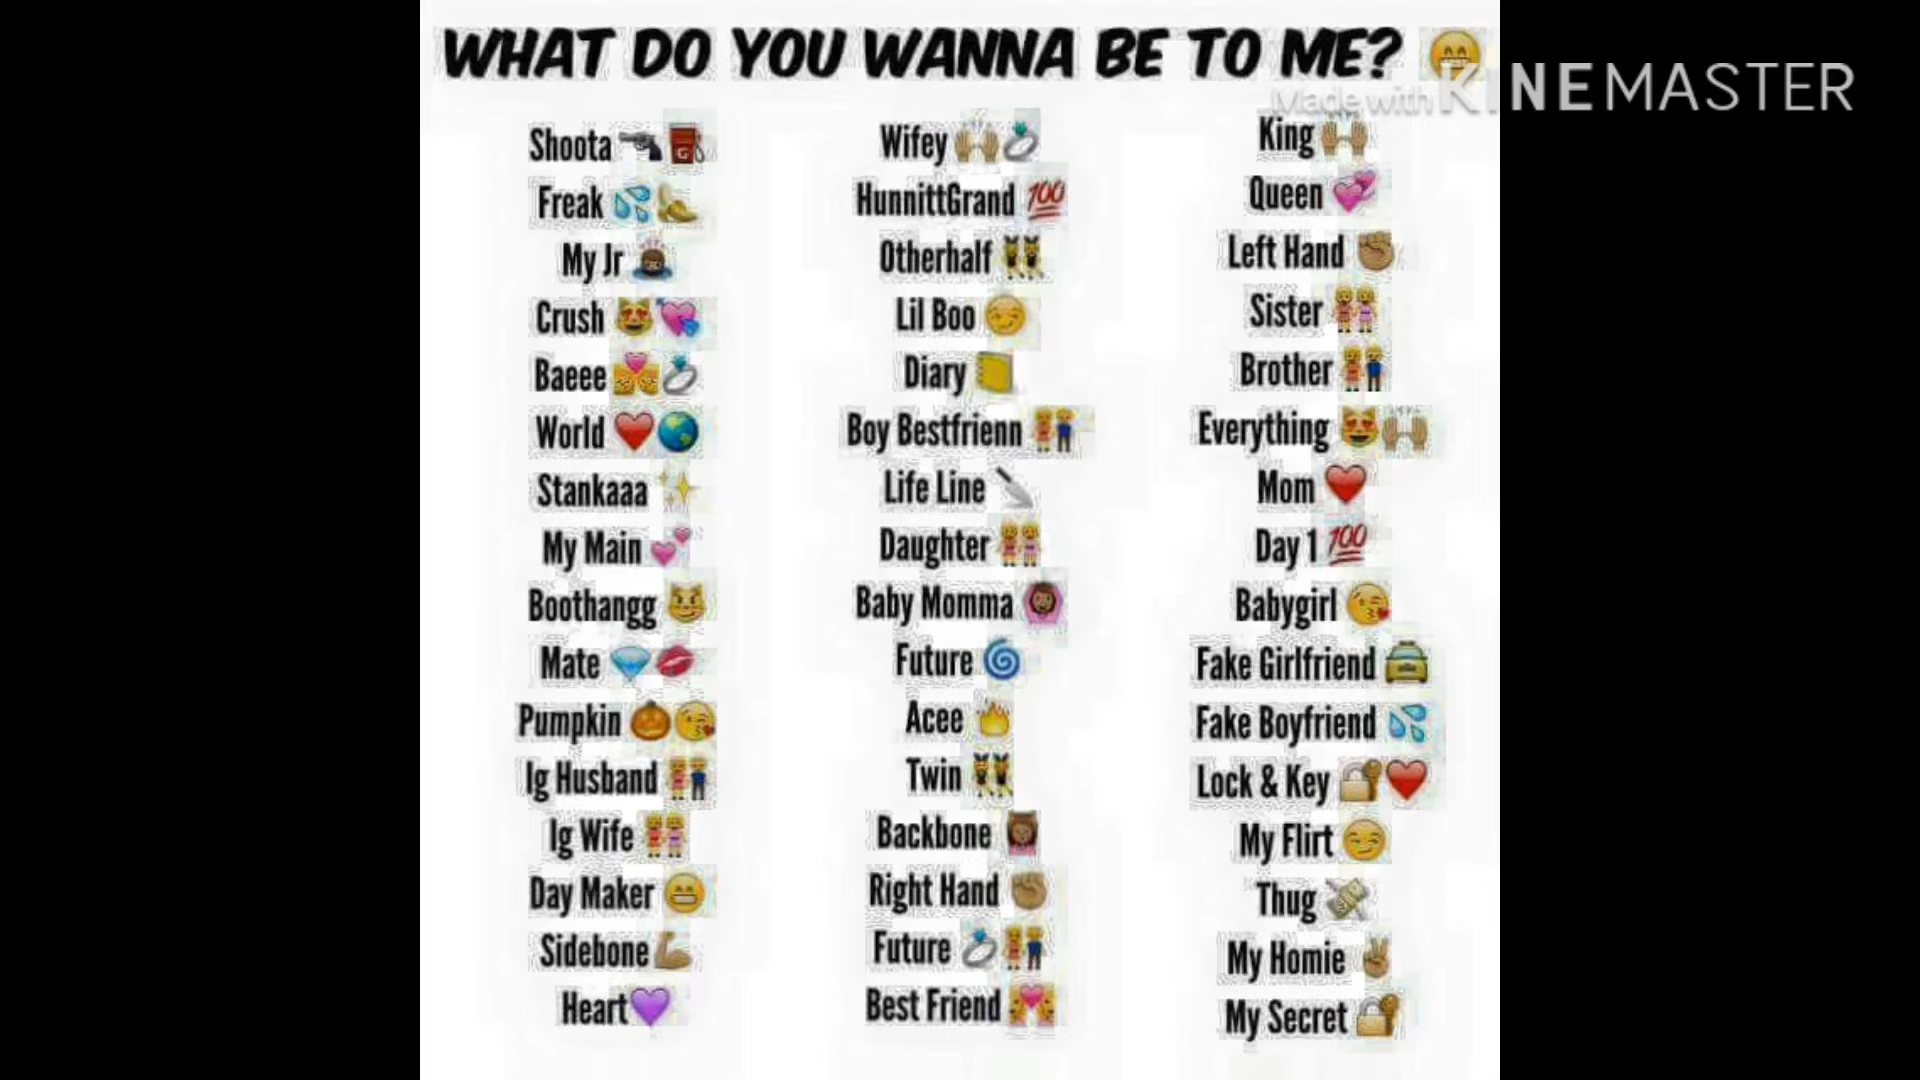 WHAT DO YOU WANNA BE TO ME? 😁
Made with KINEMASTER
Shoota 🔫⛽
Freak 💦👢
My Jr 🙇
Crush 😻💘
Baeee 💏💍
World ❤️🌎
Stankaaa ✨
My Main 💕
Boothangg 😼
Mate 💎💋
Pumpkin 🎃😘
Ig Husband 👫
Ig Wife 👭
Day Maker 😁
Sidebone 💪
Heart 💜
Wifey 🙌💍
HunnittGrand 💯
Otherhalf 👯
Lil Boo 😏
Diary 📒
Boy Bestfrienn 👫
Life Line 🔪
Daughter 👭
Baby Momma 🙆
Future 🌀
Acee 🔥
Twin 👯
Backbone 💆
Right Hand ✊
Future 💍👫
Best Friend 💑
King 🙌
Queen 💞
Left Hand ✊
Sister 👭
Brother 👫
Everything 😻🙌
Mom ❤️
Day 1 💯
Babygirl 😘
Fake Girlfriend 🚖
Fake Boyfriend 💦
Lock & Key 🔐❤️
My Flirt 😏
Thug 💸
My Homie ✌
My Secret 🔐